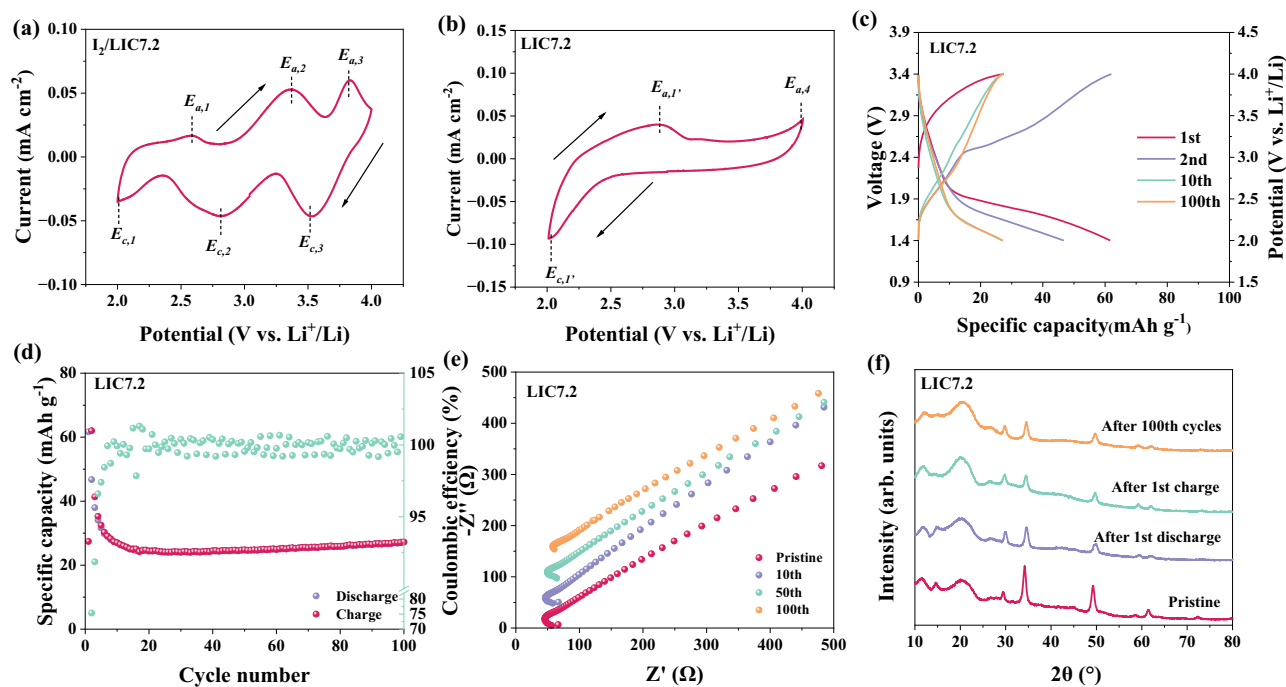 (a)
I₂/LIC7.2
E_a,1
E_a,2
E_a,3
E_c,1
E_c,2
E_c,3
0.10
0.05
0.00
−0.05
−0.10
Current (mA cm⁻²)
2.0 2.5 3.0 3.5 4.0
Potential (V vs. Li⁺/Li)
(b)
LIC7.2
E_a,1'
E_a,4
E_c,1'
0.15
0.10
0.05
0.00
−0.05
−0.10
−0.15
Current (mA cm⁻²)
2.0 2.5 3.0 3.5 4.0
Potential (V vs. Li⁺/Li)
(c)
LIC7.2
1st
2nd
10th
100th
3.9
3.4
2.9
2.4
1.9
1.4
0.9
Voltage (V)
4.5
4.0
3.5
3.0
2.5
2.0
1.5
Potential (V vs. Li⁺/Li)
0 20 40 60 80 100
Specific capacity(mAh g⁻¹)
(d)
LIC7.2
Discharge
Charge
80
60
40
20
0
Specific capacity (mAh g⁻¹)
105
100
95
80
75
70
Coulombic effciency (%)
0 20 40 60 80 100
Cycle number
(e)
LIC7.2
Pristine
10th
50th
100th
500
400
300
200
100
0
-Z'' (Ω)
0 100 200 300 400 500
Z' (Ω)
(f)
LIC7.2
After 100th cycles
After 1st charge
After 1st discharge
Pristine
Intensity (arb. units)
10 20 30 40 50 60 70 80
2θ (°)